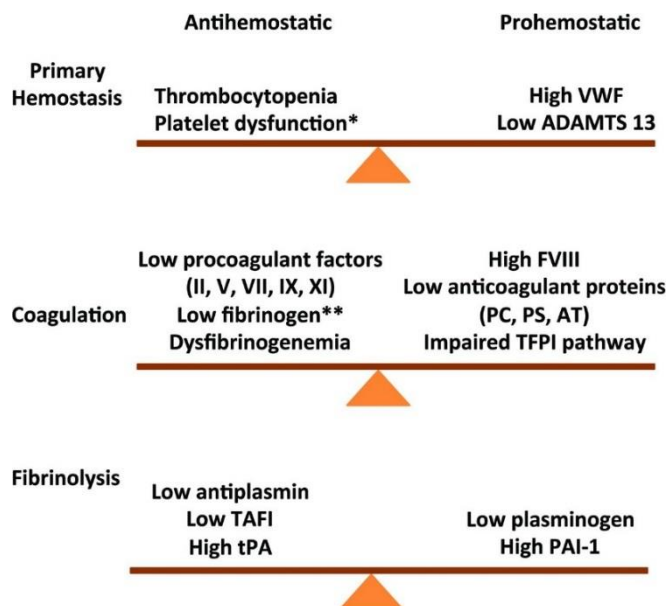 Antihemostatic
Prohemostatic
Primary
Hemostasis
Thrombocytopenia
Platelet dysfunction*
High VWF
Low ADAMTS 13
Coagulation
Low procoagulant factors
(II, V, VII, IX, XI)
Low fibrinogen**
Dysfibrinogenemia
High FVIII
Low anticoagulant proteins
(PC, PS, AT)
Impaired TFPI pathway
Fibrinolysis
Low antiplasmin
Low TAFI
High tPA
Low plasminogen
High PAI-1